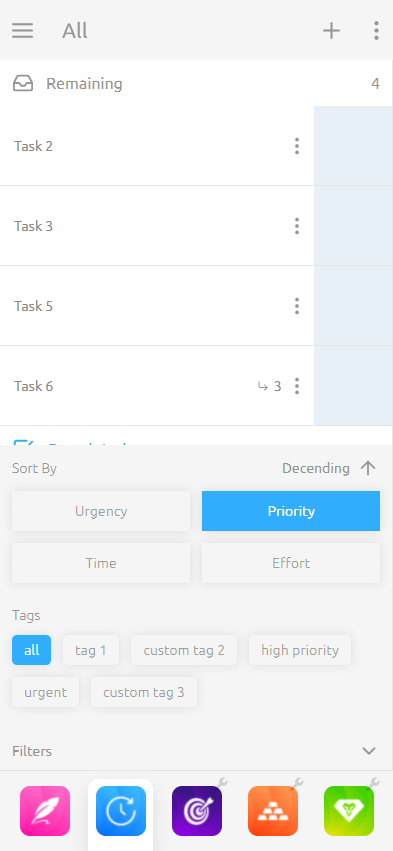 All
Remaining 4
Task 2
Task 3
Task 5
Task 6 3
Sort By Decending
Urgency Priority
Time Effort
Tags
all tag 1 custom tag 2 high priority
urgent custom tag 3
Filters